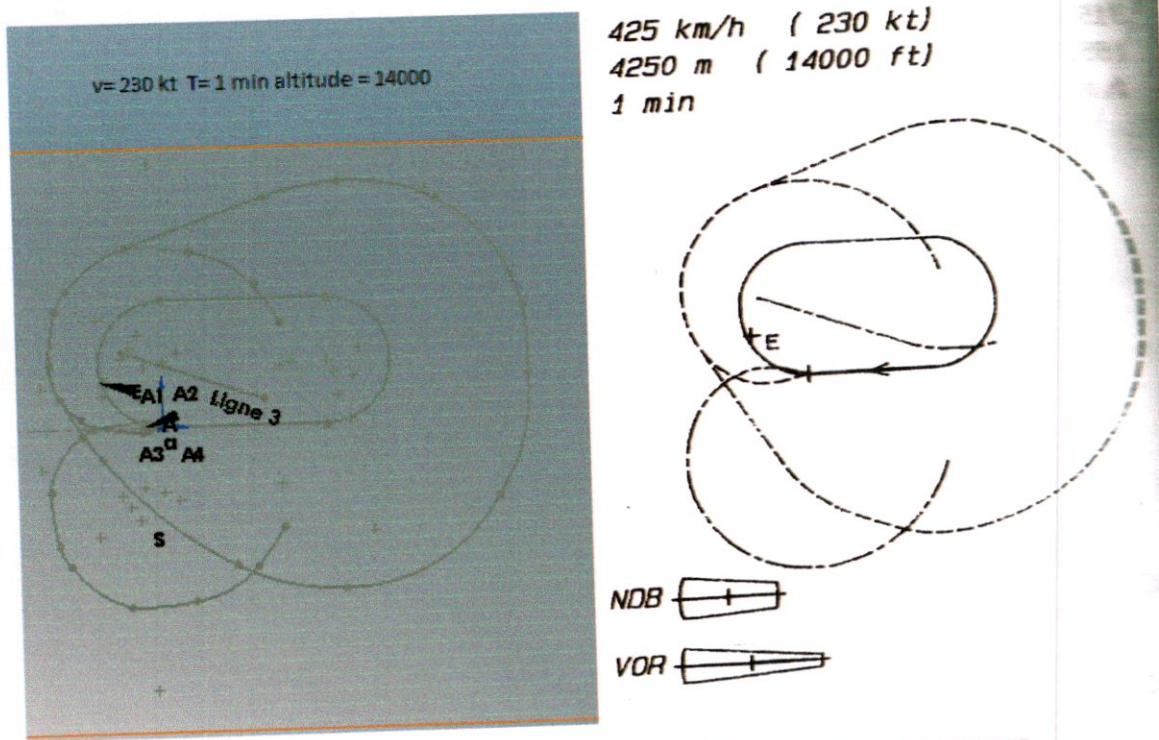 v= 230 kt T= 1 min altitude = 14000
EA1 A2 Ligne 3
A
a
A3 A4
S
425 km/h ( 230 kt)
4250 m ( 14000 ft)
1 min
E
NDB
VOR